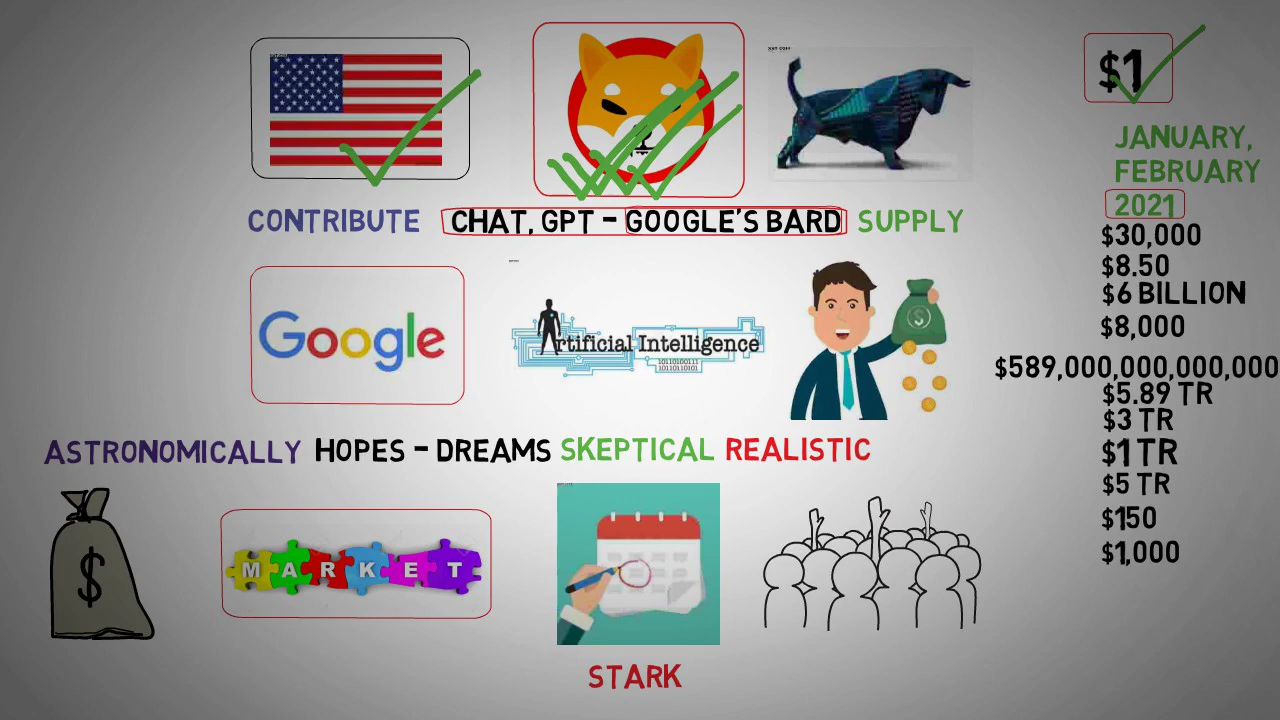 $1
JANUARY,
FEBRUARY
2021
CONTRIBUTE CHAT, GPT - GOOGLE'S BARD SUPPLY
$30,000
$8.50
$6 BILLION
$8,000
Google
Artificial Intelligence
10110100111
10110110101
$
$589,000,000,000,000
$5.89 TR
$3 TR
$1 TR
$5 TR
$150
$1,000
ASTRONOMICALLY HOPES - DREAMS SKEPTICAL REALISTIC
$
MARKET
STARK